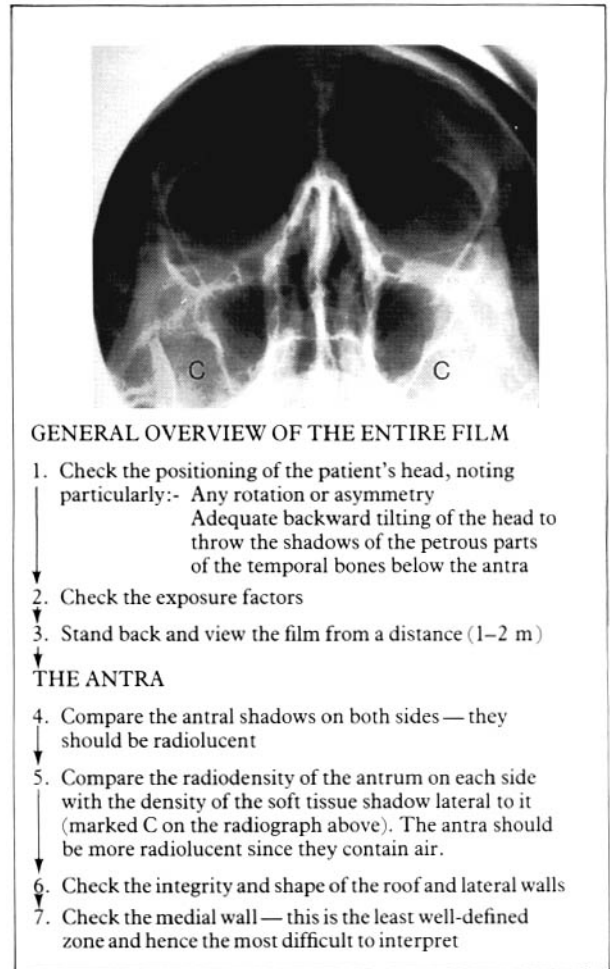 C C
GENERAL OVERVIEW OF THE ENTIRE FILM
1. Check the positioning of the patient's head, noting
particularly:- Any rotation or asymmetry
Adequate backward tilting of the head to
throw the shadows of the petrous parts
of the temporal bones below the antra
2. Check the exposure factors
3. Stand back and view the film from a distance (1–2 m)
THE ANTRA
4. Compare the antral shadows on both sides — they
should be radiolucent
5. Compare the radiodensity of the antrum on each side
with the density of the soft tissue shadow lateral to it
(marked C on the radiograph above). The antra should
be more radiolucent since they contain air.
6. Check the integrity and shape of the roof and lateral walls
7. Check the medial wall — this is the least well-defined
zone and hence the most difficult to interpret